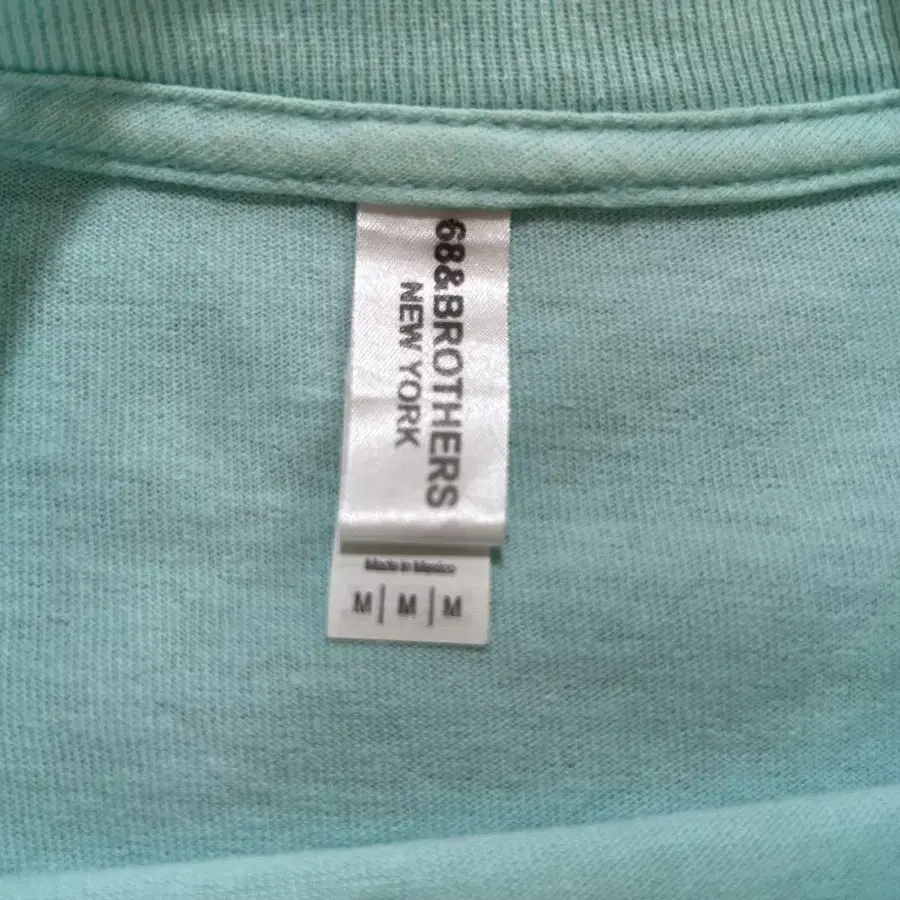 68&BROTHERS
NEW YORK
Made in Mexico
M | M | M